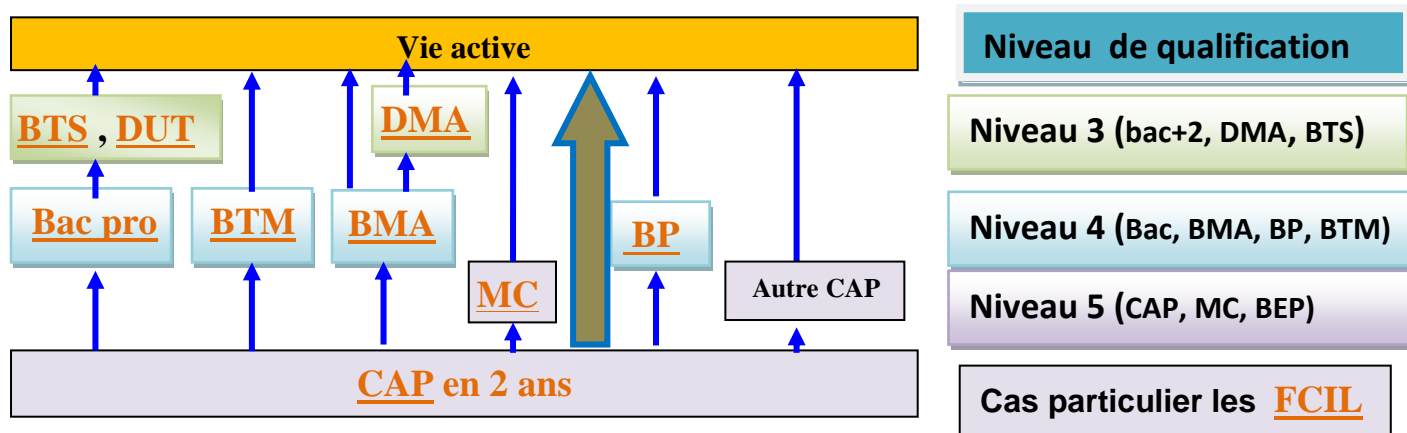 Vie active
Niveau de qualification
BTS , DUT
DMA
Niveau 3 (bac+2, DMA, BTS)
Bac pro
BTM
BMA
BP
Niveau 4 (Bac, BMA, BP, BTM)
MC
Autre CAP
Niveau 5 (CAP, MC, BEP)
CAP en 2 ans
Cas particulier les FCIL